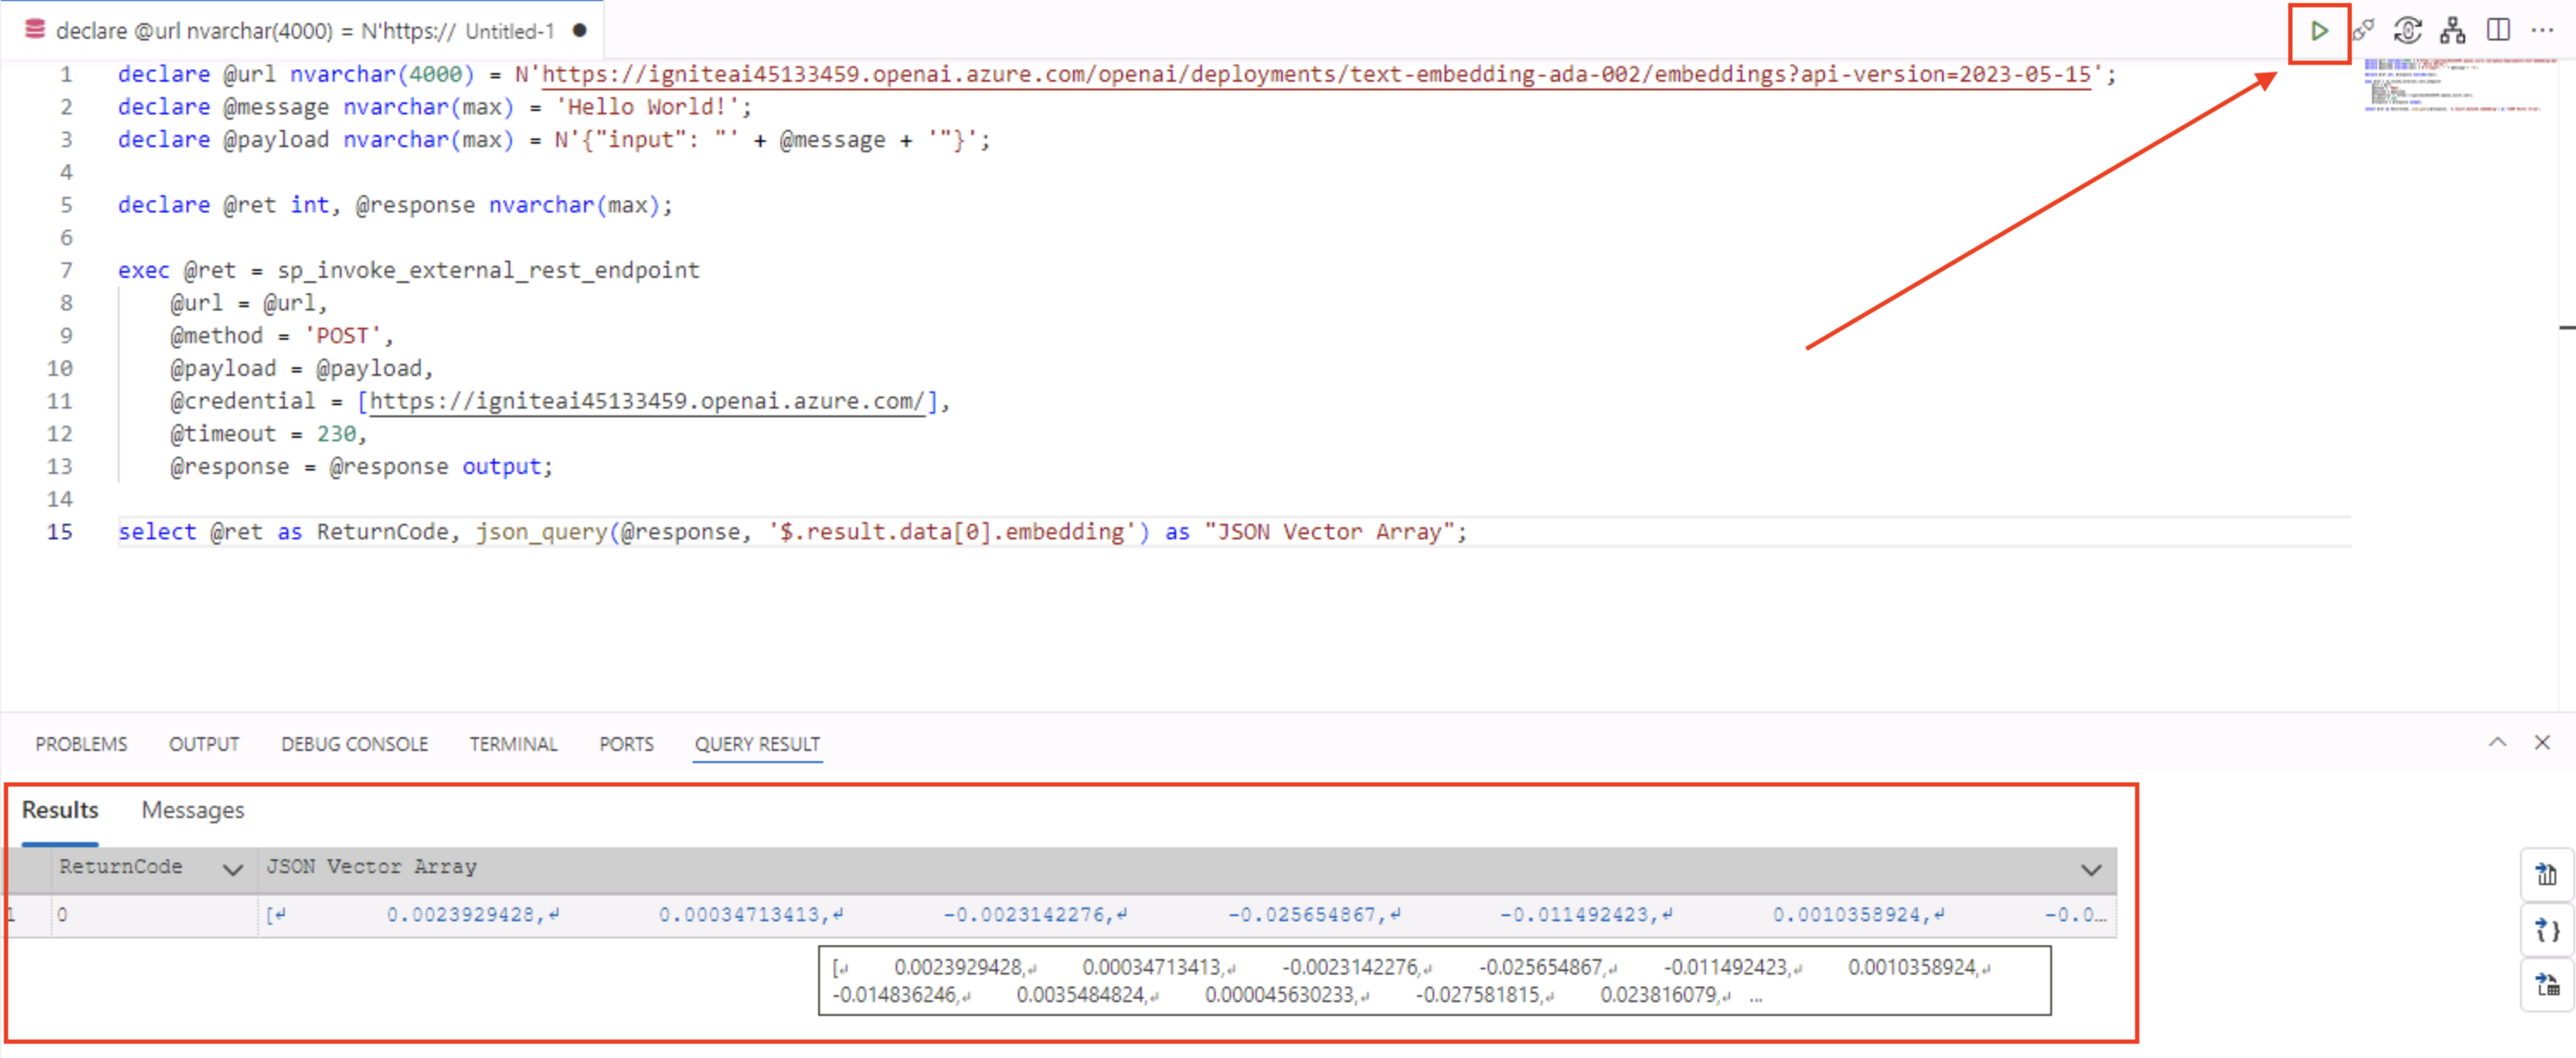 declare @url nvarchar(4000) = N'https:// Untitled-1
1 declare @url nvarchar(4000) = N'https://igniteai45133459.openai.azure.com/openai/deployments/text-embedding-ada-002/embeddings?api-version=2023-05-15';
2 declare @message nvarchar(max) = 'Hello World!';
3 declare @payload nvarchar(max) = N'{"input": "' + @message + '"}';
4
5 declare @ret int, @response nvarchar(max);
6
7 exec @ret = sp_invoke_external_rest_endpoint
8 @url = @url,
9 @method = 'POST',
10 @payload = @payload,
11 @credential = [https://igniteai45133459.openai.azure.com/],
12 @timeout = 230,
13 @response = @response output;
14
15 select @ret as ReturnCode, json_query(@response, '$.result.data[0].embedding') as "JSON Vector Array";
PROBLEMS OUTPUT DEBUG CONSOLE TERMINAL PORTS QUERY RESULT
Results Messages
ReturnCode JSON Vector Array
1 0 [↵ 0.0023929428,↵ 0.00034713413,↵ -0.0023142276,↵ -0.025654867,↵ -0.011492423,↵ 0.0010358924,↵ -0.0…
[↵ 0.0023929428,↵ 0.00034713413,↵ -0.0023142276,↵ -0.025654867,↵ -0.011492423,↵ 0.0010358924,↵
-0.014836246,↵ 0.0035484824,↵ 0.000045630233,↵ -0.027581815,↵ 0.023816079,↵ ...